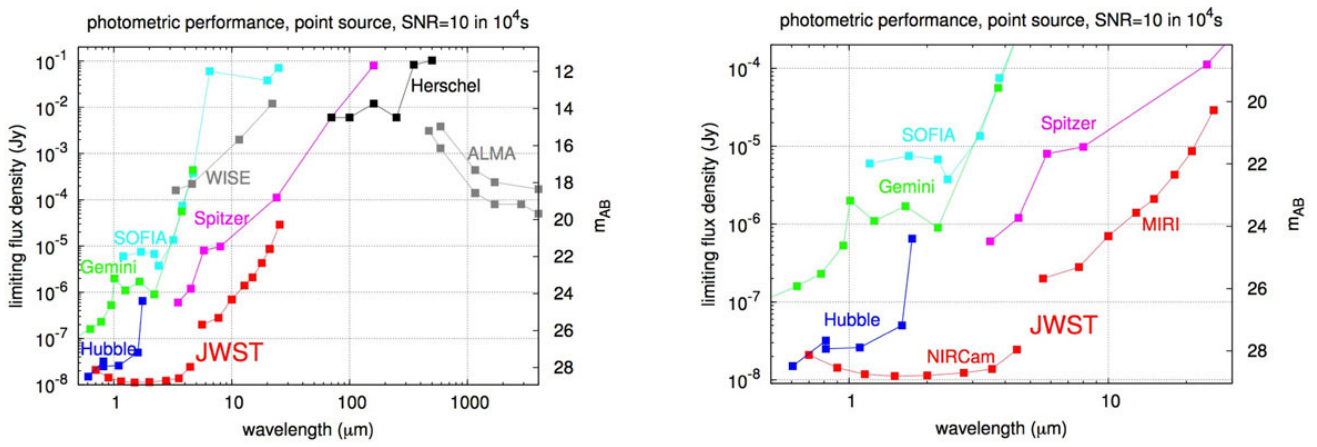 photometric performance, point source, SNR=10 in 10⁴s
limiting flux density (Jy)
10⁻¹
10⁻²
10⁻³
10⁻⁴
10⁻⁵
10⁻⁶
10⁻⁷
10⁻⁸
Herschel
ALMA
WISE
Spitzer
SOFIA
Gemini
Hubble
JWST
12
14
16
18
20
22
24
26
28
m_AB
1 10 100 1000
wavelength (μm)
photometric performance, point source, SNR=10 in 10⁴s
limiting flux density (Jy)
10⁻⁴
10⁻⁵
10⁻⁶
10⁻⁷
10⁻⁸
SOFIA
Spitzer
Gemini
MIRI
Hubble
JWST
NIRCam
20
22
24
26
28
m_AB
1 10
wavelength (μm)